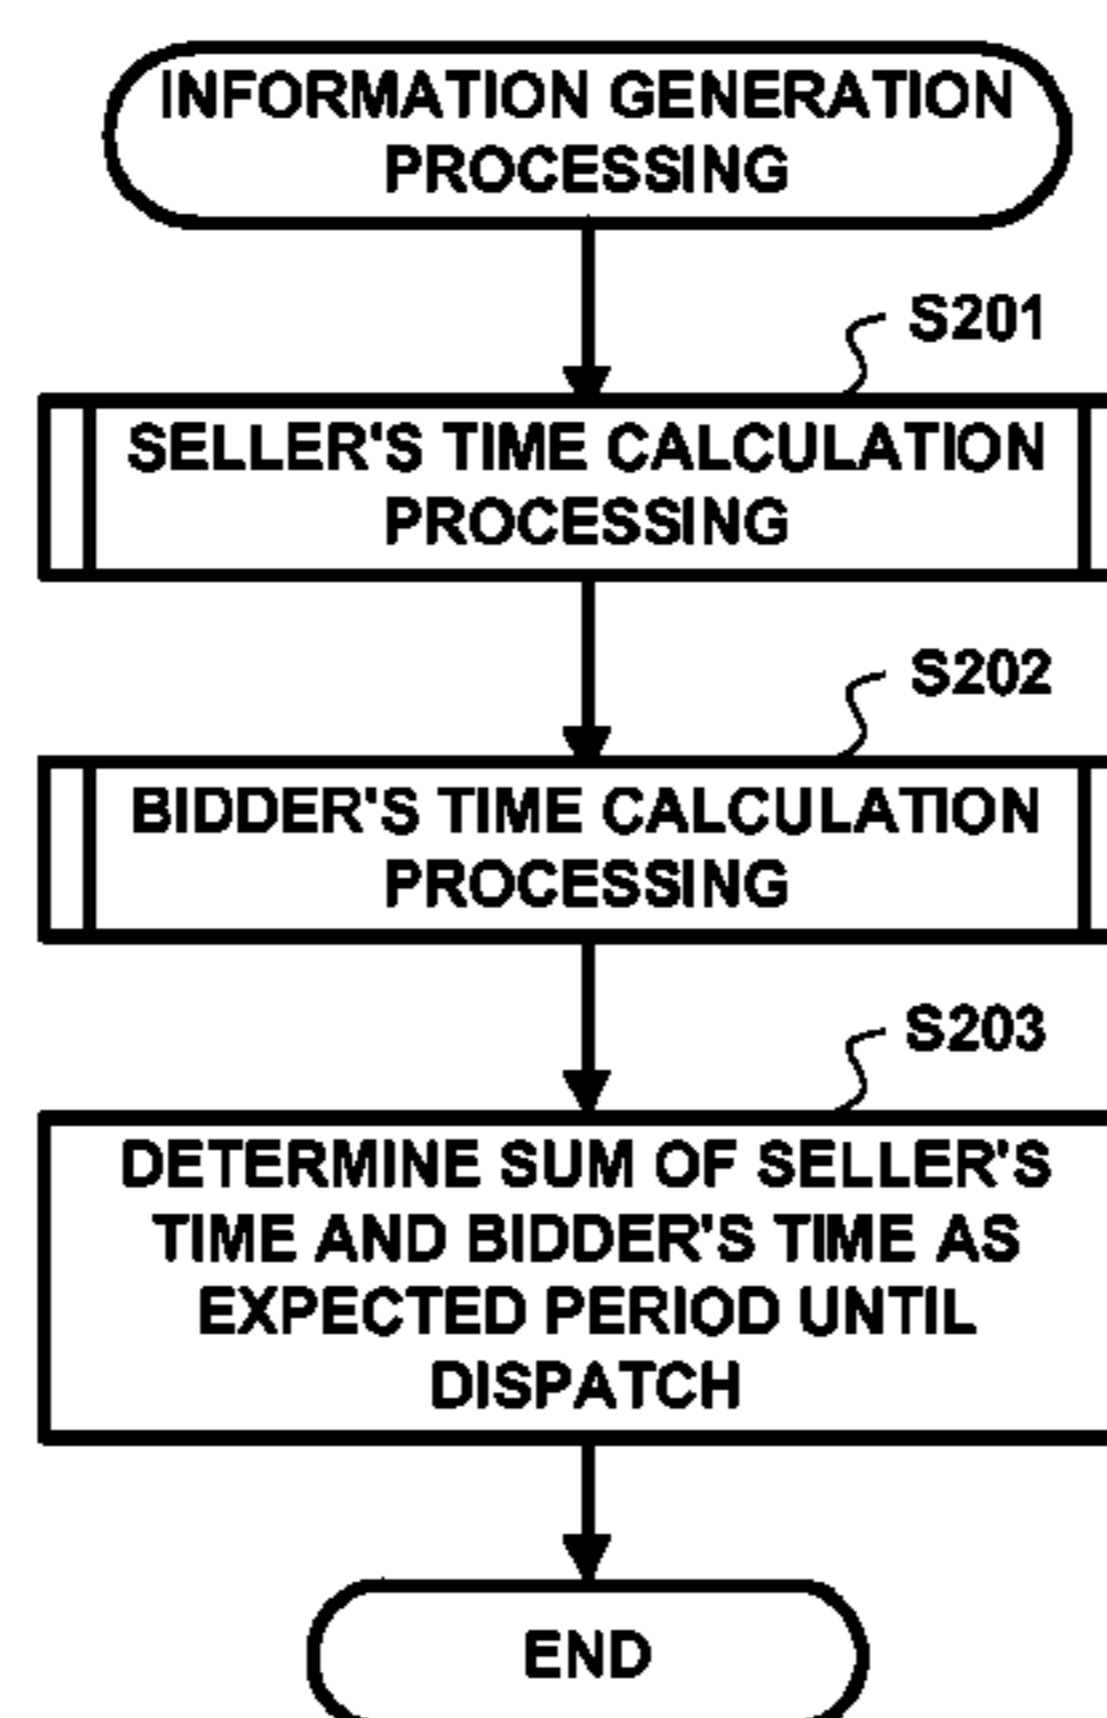 INFORMATION GENERATION
PROCESSING
S201
SELLER'S TIME CALCULATION
PROCESSING
S202
BIDDER'S TIME CALCULATION
PROCESSING
S203
DETERMINE SUM OF SELLER'S
TIME AND BIDDER'S TIME AS
EXPECTED PERIOD UNTIL
DISPATCH
END